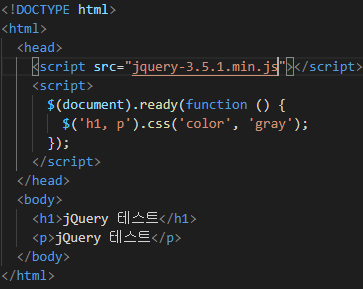 <!DOCTYPE html>
<html>
  <head>
    <script src="jquery-3.5.1.min.js"></script>
    <script>
      $(document).ready(function () {
        $('h1, p').css('color', 'gray');
      });
    </script>
  </head>
  <body>
    <h1>jQuery 테스트</h1>
    <p>jQuery 테스트</p>
  </body>
</html>